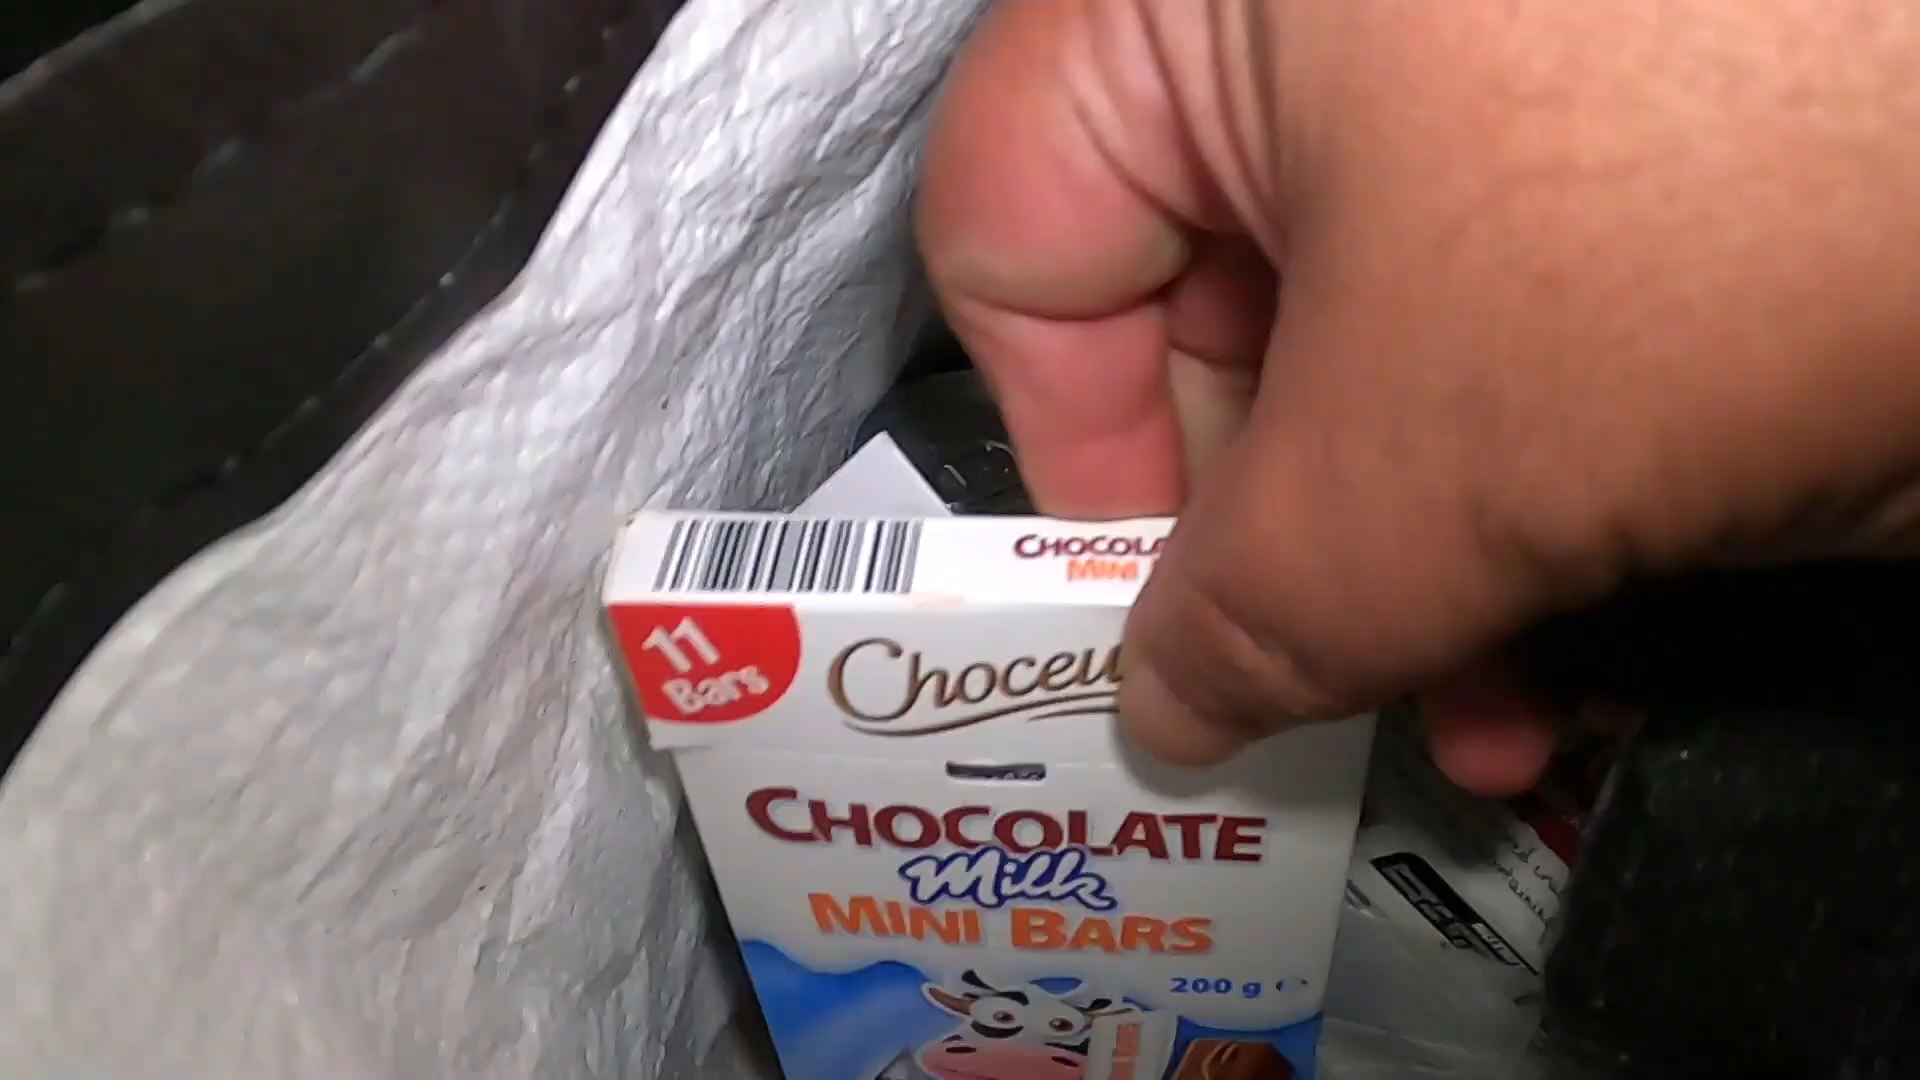 CHOCOLA
MINI
11
Bars
Choceu
CHOCOLATE
Milk
MINI BARS
200 g ℮